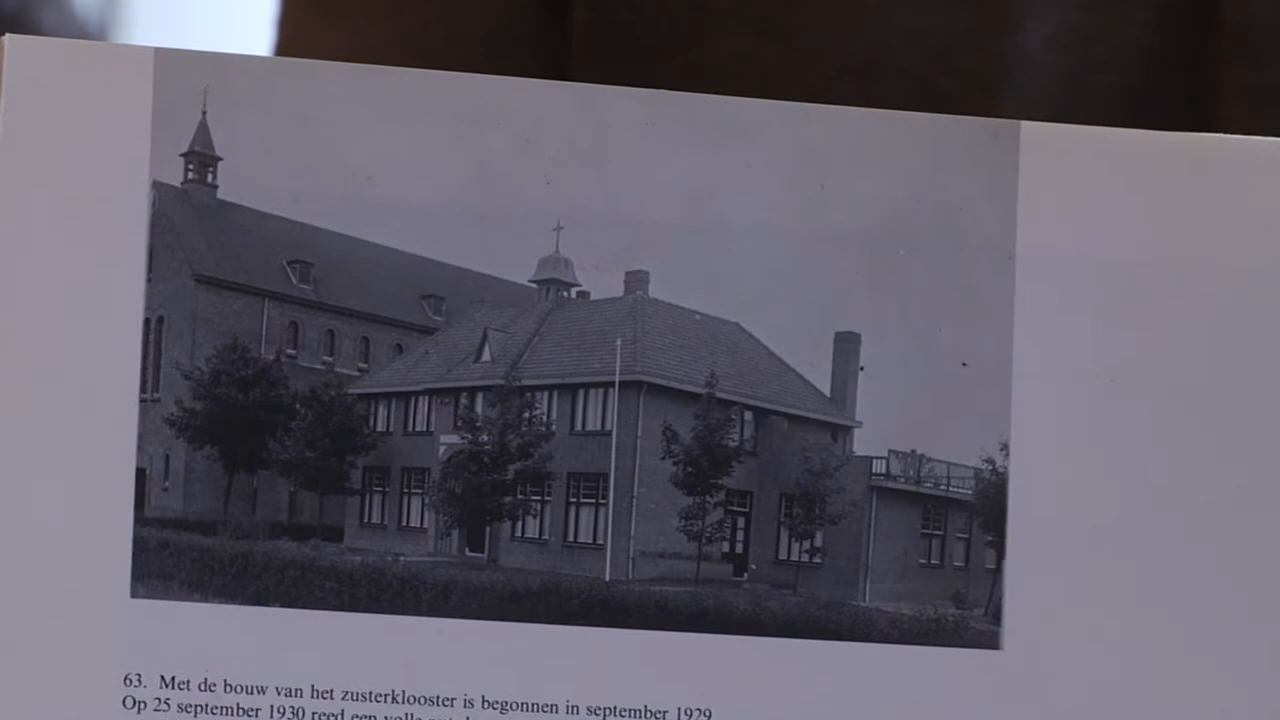 63. Met de bouw van het zusterklooster is begonnen in september 1929
Op 25 september 1930 reed een volle